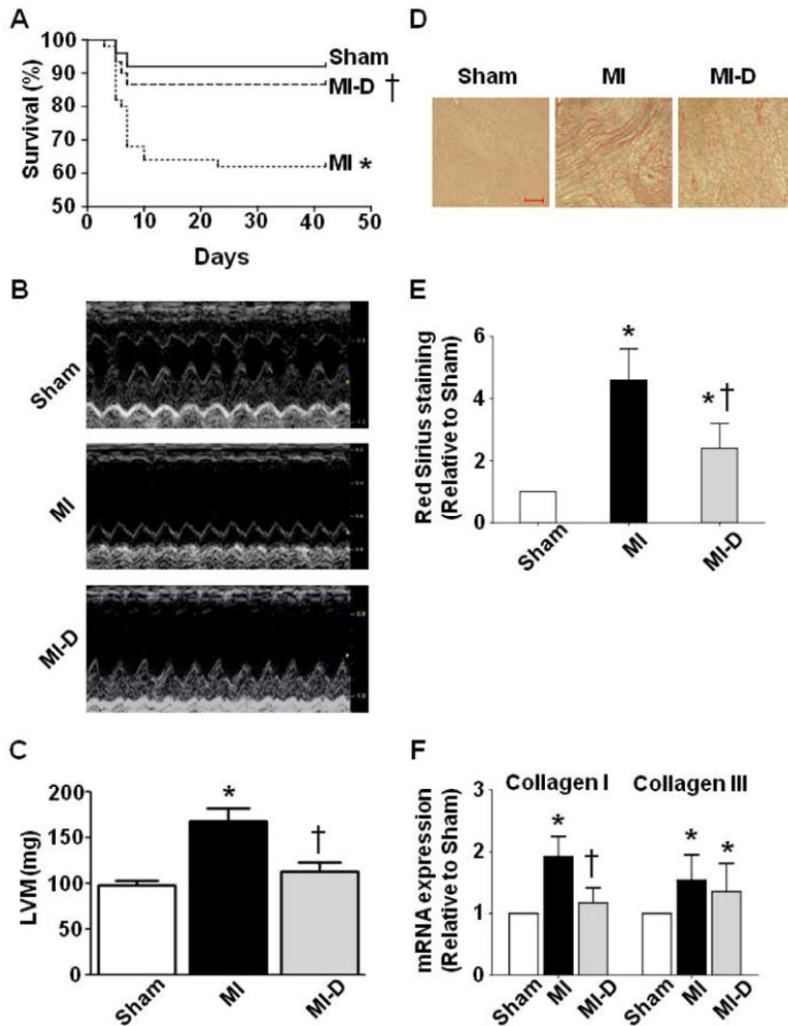 A
100
90
80
70
60
50
0 10 20 30 40 50
Survival (%)
Days
Sham
MI-D †
MI *
B
Sham
MI
MI-D
C
200
150
100
50
0
LVM (mg)
*
†
Sham MI MI-D
D
Sham MI MI-D
E
6
4
2
0
Red Sirius staining
(Relative to Sham)
*
*†
Sham MI MI-D
F
Collagen I Collagen III
3
2
1
0
mRNA expression
(Relative to Sham)
* † * *
Sham MI MI-D Sham MI MI-D